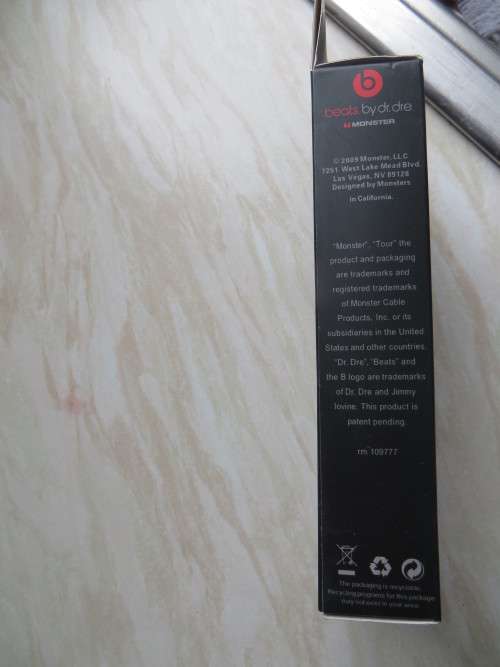 b
beats by dr. dre
MONSTER
© 2009 Monster, LLC
7251 West Lake Mead Blvd.
Las Vegas, NV 89128
Designed by Monsters
in California.
"Monster", "Tour" the
product and packaging
are trademarks and
registered trademarks
of Monster Cable
Products, Inc. or its
subsidiaries in the United
States and other countries.
"Dr. Dre", "Beats" and
the B logo are trademarks
of Dr. Dre and Jimmy
Iovine. This product is
patent pending.
rm 109777
The packaging is recyclable.
Recycling programs for this package
may not exist in your area.